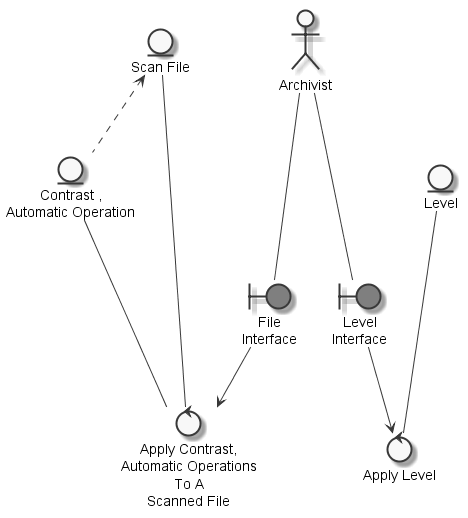 Scan File
Archivist
Contrast ,
Automatic Operation
Level
File
Interface
Level
Interface
Apply Contrast,
Automatic Operations
To A
Scanned File
Apply Level